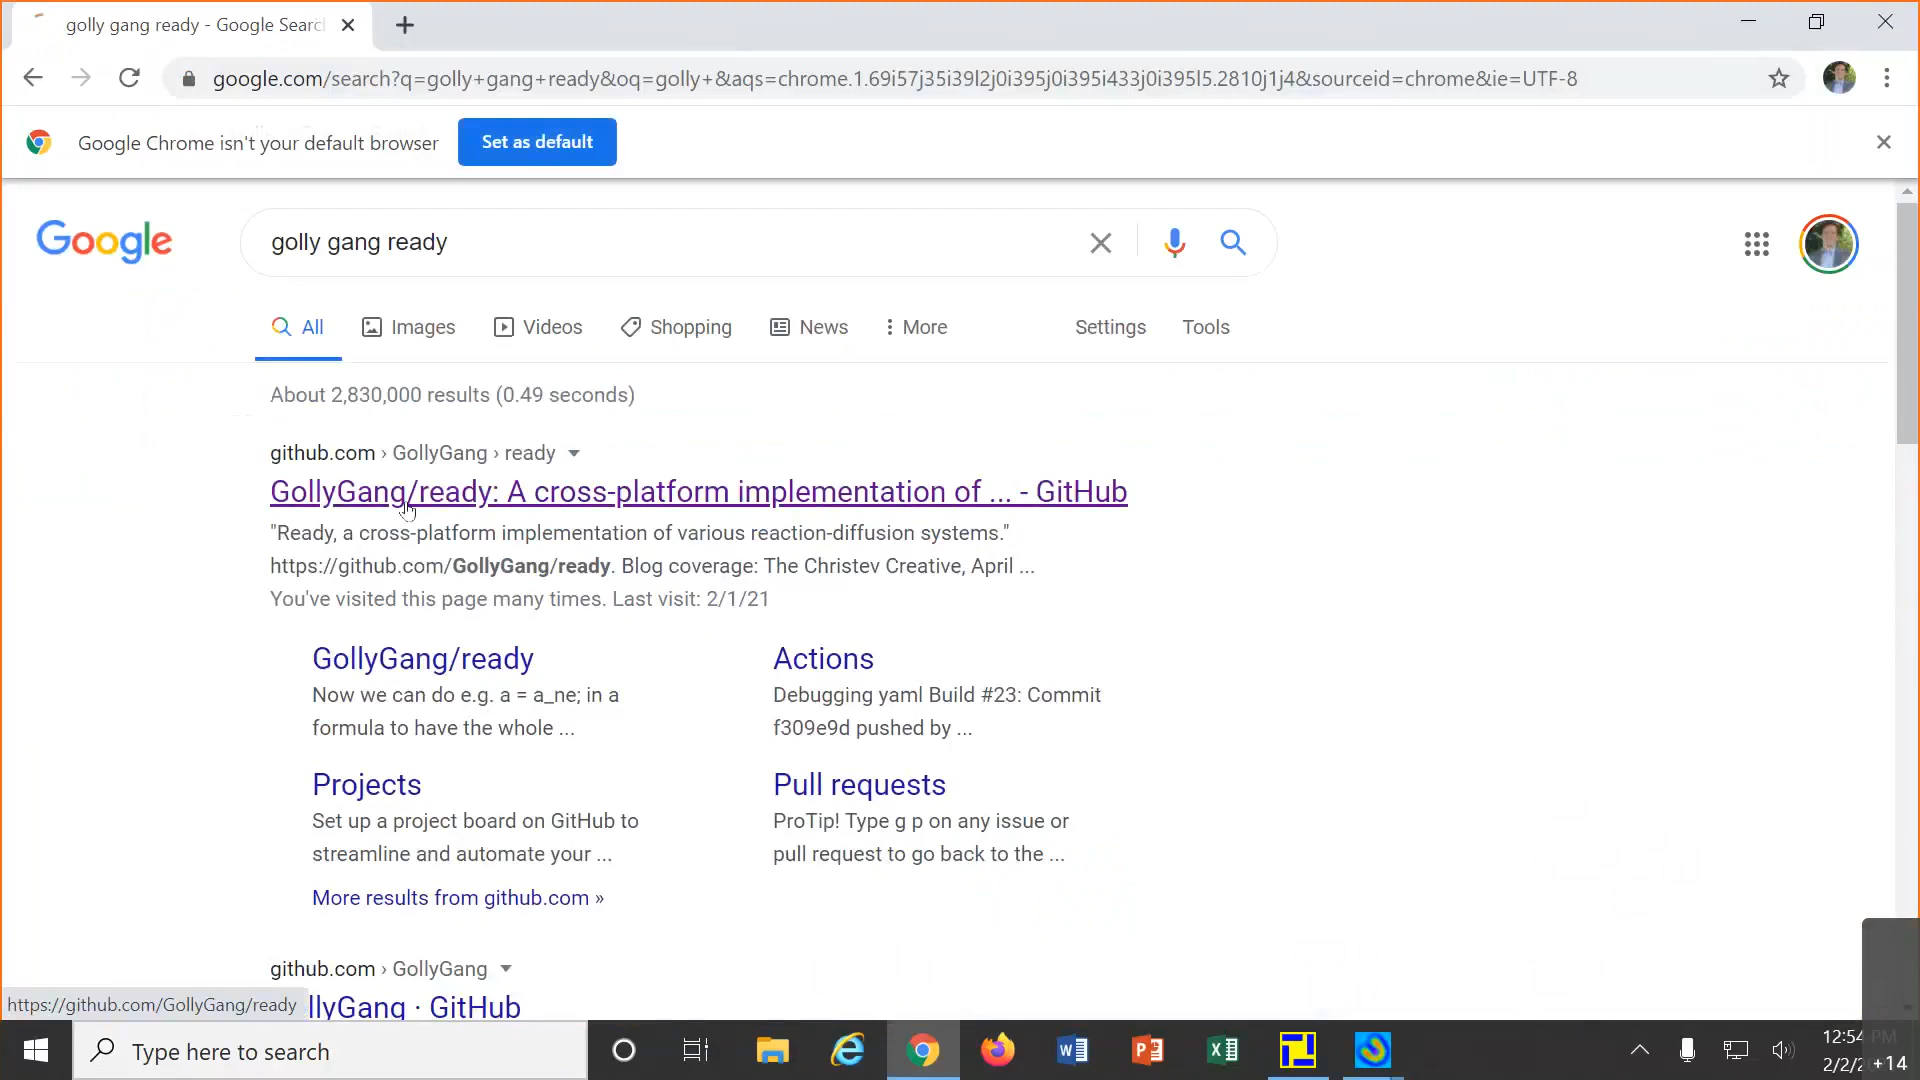 golly gang ready - Google Searc
google.com/search?q=golly+gang+ready&oq=golly+&aqs=chrome.1.69i57j35i39l2j0i395j0i395i433j0i395l5.2810j1j4&sourceid=chrome&ie=UTF-8
Google Chrome isn't your default browser
Set as default
Google
golly gang ready
All Images Videos Shopping News More Settings Tools
About 2,830,000 results (0.49 seconds)
github.com › GollyGang › ready
GollyGang/ready: A cross-platform implementation of ... - GitHub
"Ready, a cross-platform implementation of various reaction-diffusion systems."
https://github.com/GollyGang/ready. Blog coverage: The Christev Creative, April ...
You've visited this page many times. Last visit: 2/1/21
GollyGang/ready
Now we can do e.g. a = a_ne; in a
formula to have the whole ...
Actions
Debugging yaml Build #23: Commit
f309e9d pushed by ...
Projects
Set up a project board on GitHub to
streamline and automate your ...
Pull requests
ProTip! Type g p on any issue or
pull request to go back to the ...
More results from github.com »
github.com › GollyGang
llyGang · GitHub
https://github.com/GollyGang/ready
Type here to search
12:54 PM
2/2/2
+14